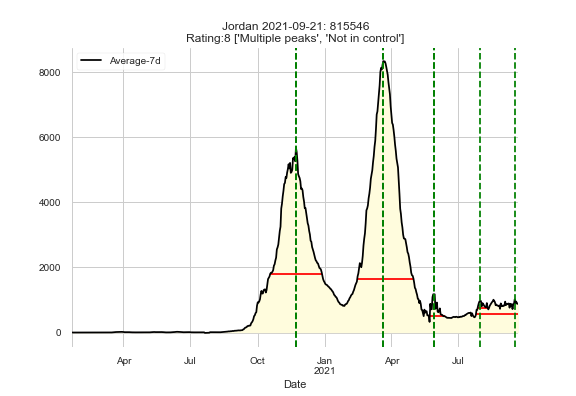 Jordan 2021-09-21: 815546
Rating:8 ['Multiple peaks', 'Not in control']
Average-7d
8000
6000
4000
2000
0
Apr
Jul
Oct
Jan
2021
Apr
Jul
Date